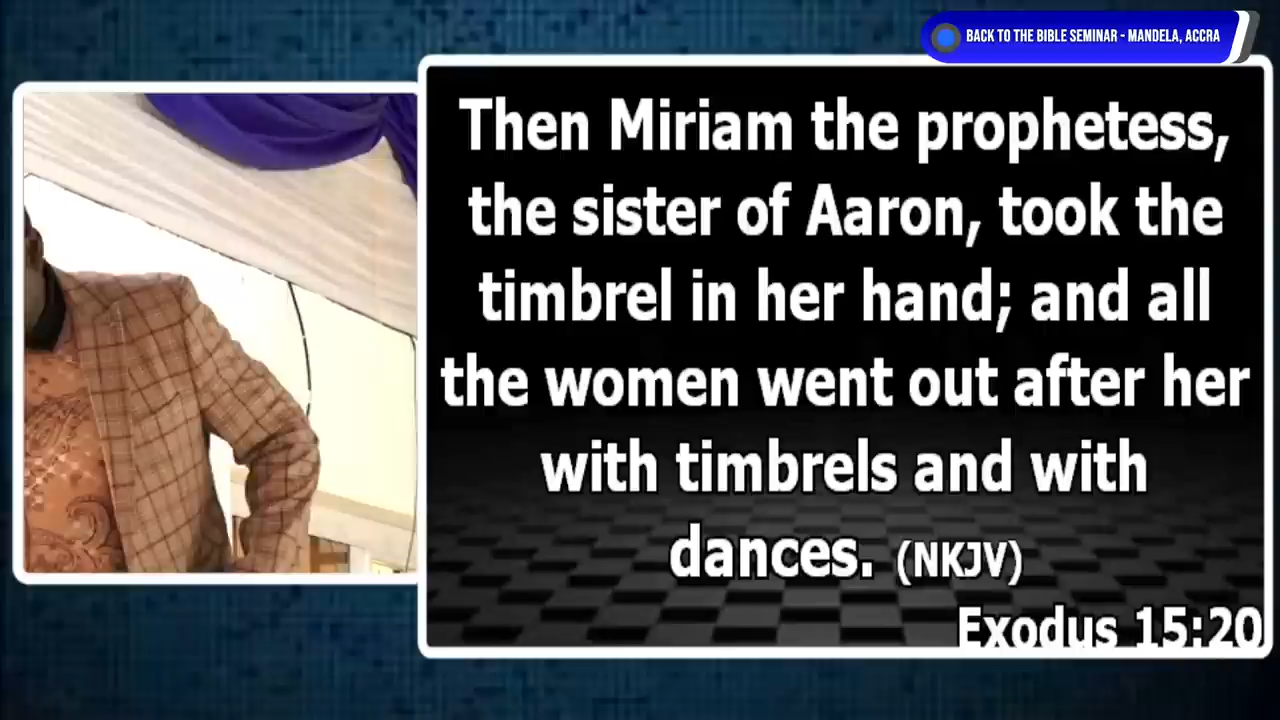 BACK TO THE BIBLE SEMINAR - MANDELA, ACCRA
Then Miriam the prophetess,
the sister of Aaron, took the
timbrel in her hand; and all
the women went out after her
with timbrels and with
dances. (NKJV)
Exodus 15:20